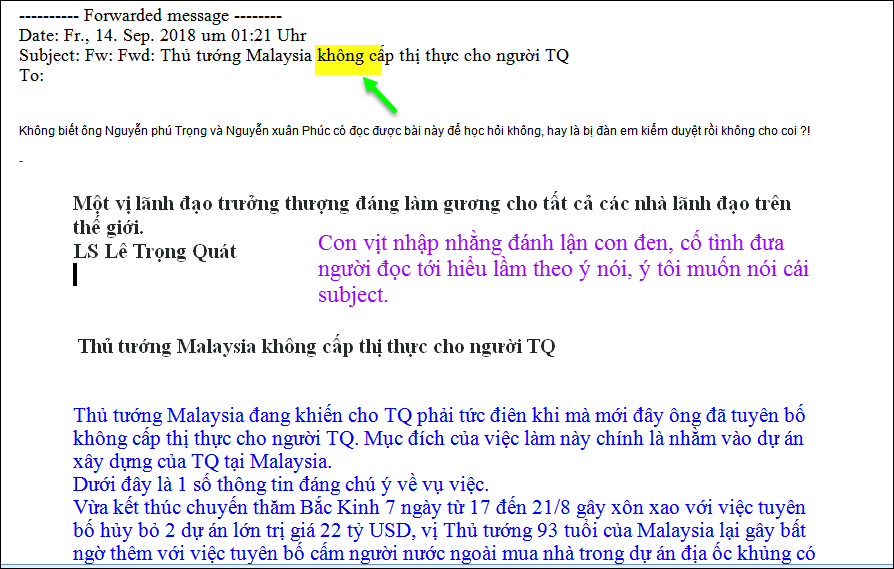 ---------- Forwarded message --------
Date: Fr., 14. Sep. 2018 um 01:21 Uhr
Subject: Fw: Fwd: Thủ tướng Malaysia không cấp thị thực cho người TQ
To:
Không biết ông Nguyễn phú Trọng và Nguyễn xuân Phúc có đọc được bài này để học hỏi không, hay là bị đàn em kiểm duyệt rồi không cho coi ?!
-
Một vị lãnh đạo trưởng thượng đáng làm gương cho tất cả các nhà lãnh đạo trên
thế giới.
LS Lê Trọng Quát
Con vịt nhập nhằng đánh lận con đen, cố tình đưa
người đọc tới hiểu lầm theo ý nói, ý tôi muốn nói cái
subject.
Thủ tướng Malaysia không cấp thị thực cho người TQ
Thủ tướng Malaysia đang khiến cho TQ phải tức điên khi mà mới đây ông đã tuyên bố
không cấp thị thực cho người TQ. Mục đích của việc làm này chính là nhằm vào dự án
xây dựng của TQ tại Malaysia.
Dưới đây là 1 số thông tin đáng chú ý về vụ việc.
Vừa kết thúc chuyến thăm Bắc Kinh 7 ngày từ 17 đến 21/8 gây xôn xao với việc tuyên
bố hủy bỏ 2 dự án lớn trị giá 22 tỷ USD, vị Thủ tướng 93 tuổi của Malaysia lại gây bất
ngờ thêm với việc tuyên bố cấm người nước ngoài mua nhà trong dự án địa ốc khủng có